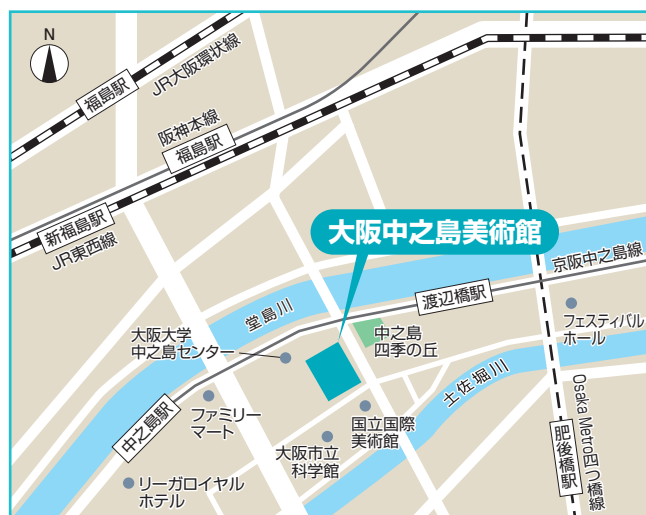 N
福島駅
JR大阪環状線
阪神本線
福島駅
新福島駅
JR東西線
大阪中之島美術館
京阪中之島線
渡辺橋駅
堂島川
中之島
四季の丘
フェスティバル
ホール
大阪大学
中之島センター
土佐堀川
中之島駅
ファミリー
マート
国立国際
美術館
大阪市立
科学館
Osaka Metro四つ橋線
肥後橋駅
リーガロイヤル
ホテル